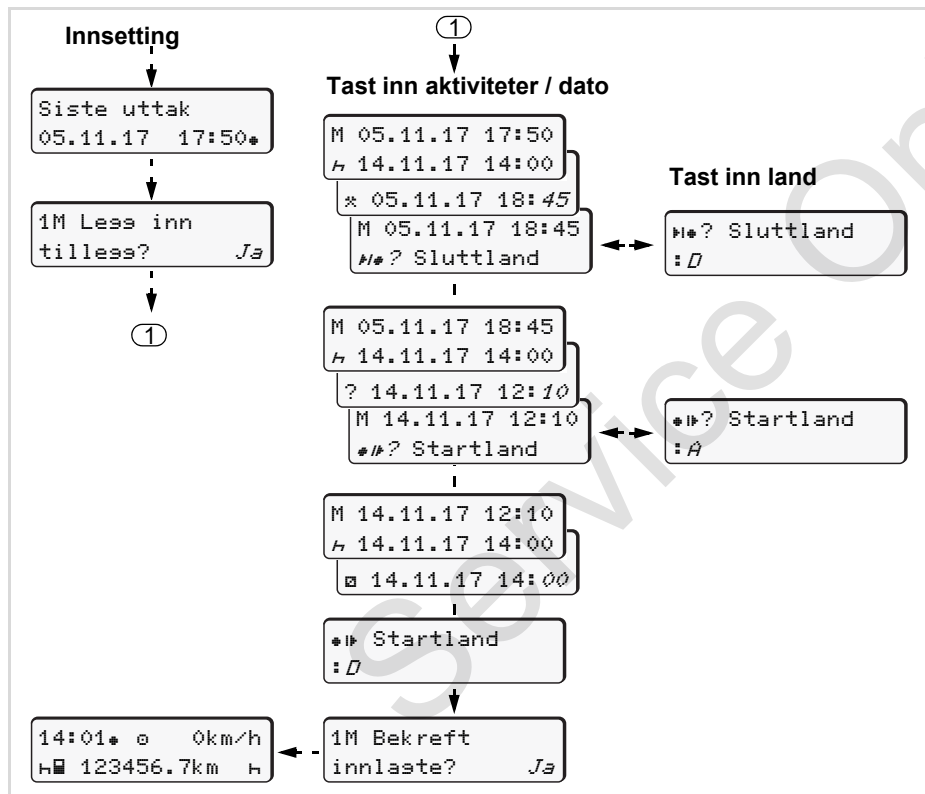 Innsetting
Siste uttak
05.11.17 17:50
1M Legg inn
tillegg? Ja
1
1
Tast inn aktiviteter / dato
M 05.11.17 17:50
14.11.17 14:00
05.11.17 18:45
M 05.11.17 18:45
? Sluttland
Tast inn land
? Sluttland
:D
M 05.11.17 18:45
14.11.17 14:00
? 14.11.17 12:10
M 14.11.17 12:10
? Startland
? Startland
:A
M 14.11.17 12:10
14.11.17 14:00
14.11.17 14:00
Startland
:D
1M Bekreft
innlaste? Ja
14:01 0km/h
123456.7km
Service On